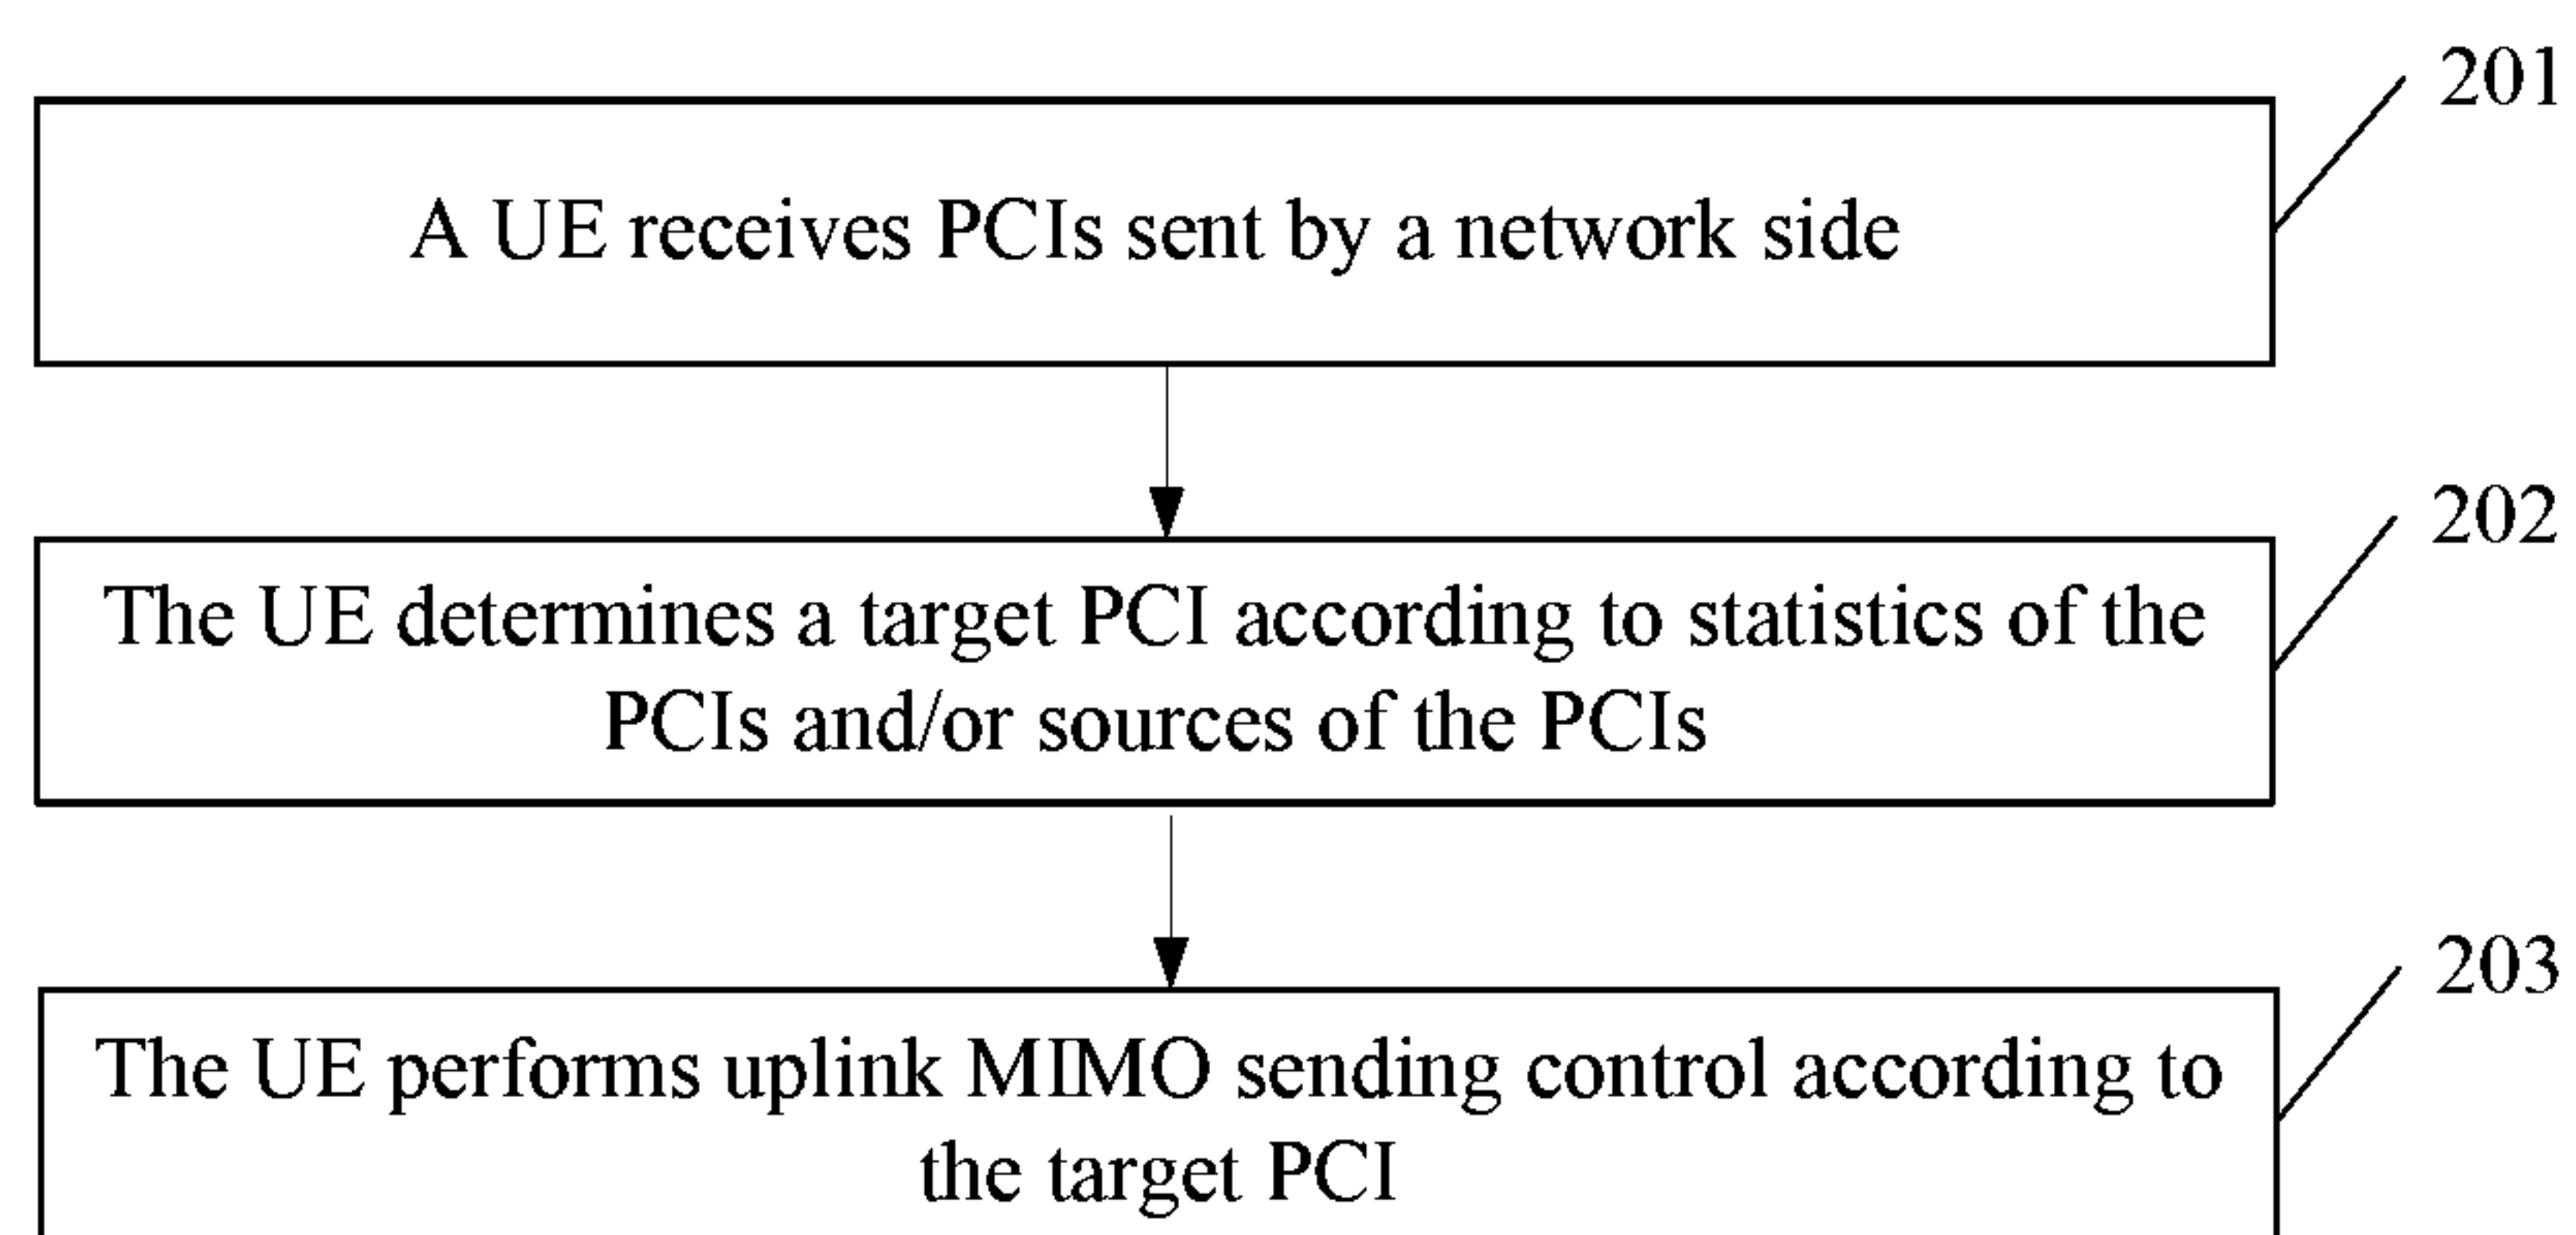 201
A UE receives PCIs sent by a network side
202
The UE determines a target PCI according to statistics of the
PCIs and/or sources of the PCIs
203
The UE performs uplink MIMO sending control according to
the target PCI